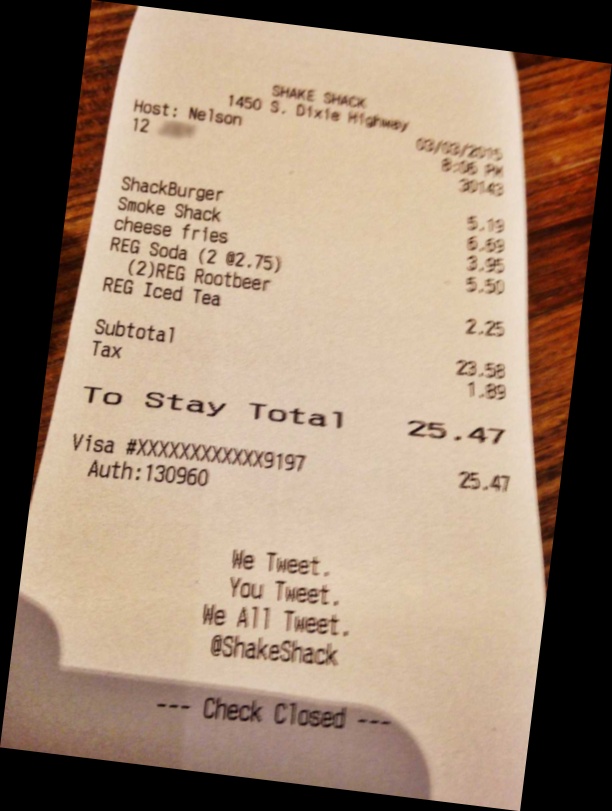 SHAKE SHACK
1450 S. Dixie Highway
Host: Nelson 03/03/2015
12 8:06 PM
30143
ShackBurger 5.19
Smoke Shack 6.69
cheese fries 3.95
REG Soda (2 @2.75) 5.50
(2)REG Rootbeer
REG Iced Tea 2.25
Subtotal 23.58
Tax 1.89
To Stay Total 25.47
Visa #XXXXXXXXXXXX9197 25.47
Auth:130960
We Tweet.
You Tweet.
We All Tweet.
@ShakeShack
--- Check Closed ---